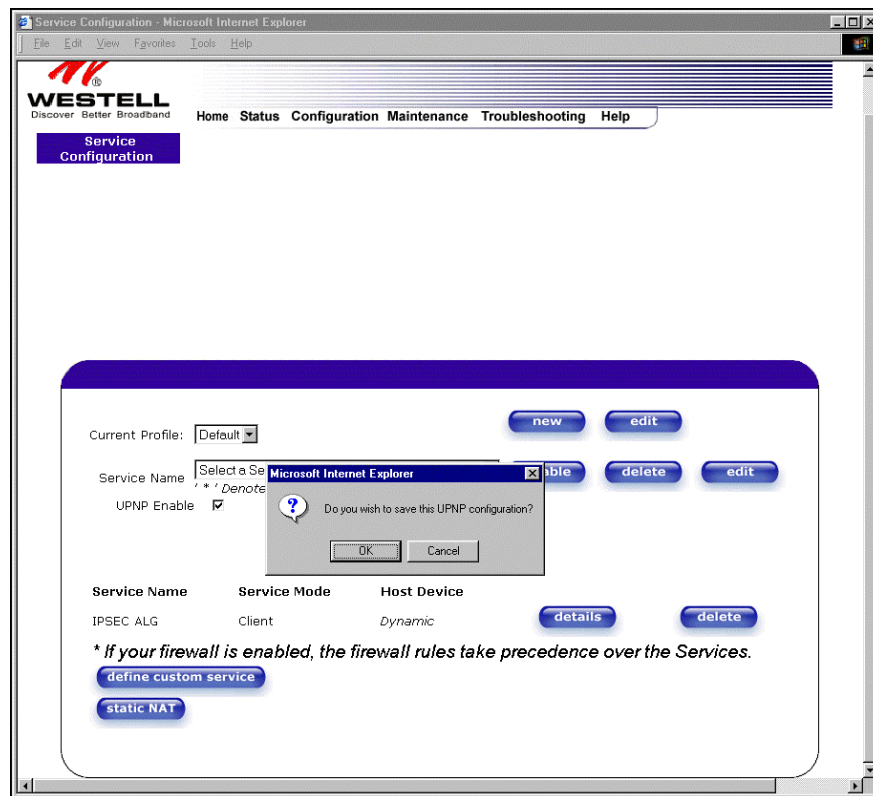 Service Configuration - Microsoft Internet Explorer
File Edit View Favorites Tools Help
®
WESTELL
Discover Better Broadband
Home Status Configuration Maintenance Troubleshooting Help
Service
Configuration
Current Profile: Default new edit
Service Name Select a Se able delete edit
' * ' Denote
UPNP Enable
Microsoft Internet Explorer
Do you wish to save this UPNP configuration?
OK Cancel
Service Name Service Mode Host Device
IPSEC ALG Client Dynamic details delete
* If your firewall is enabled, the firewall rules take precedence over the Services.
define custom service
static NAT